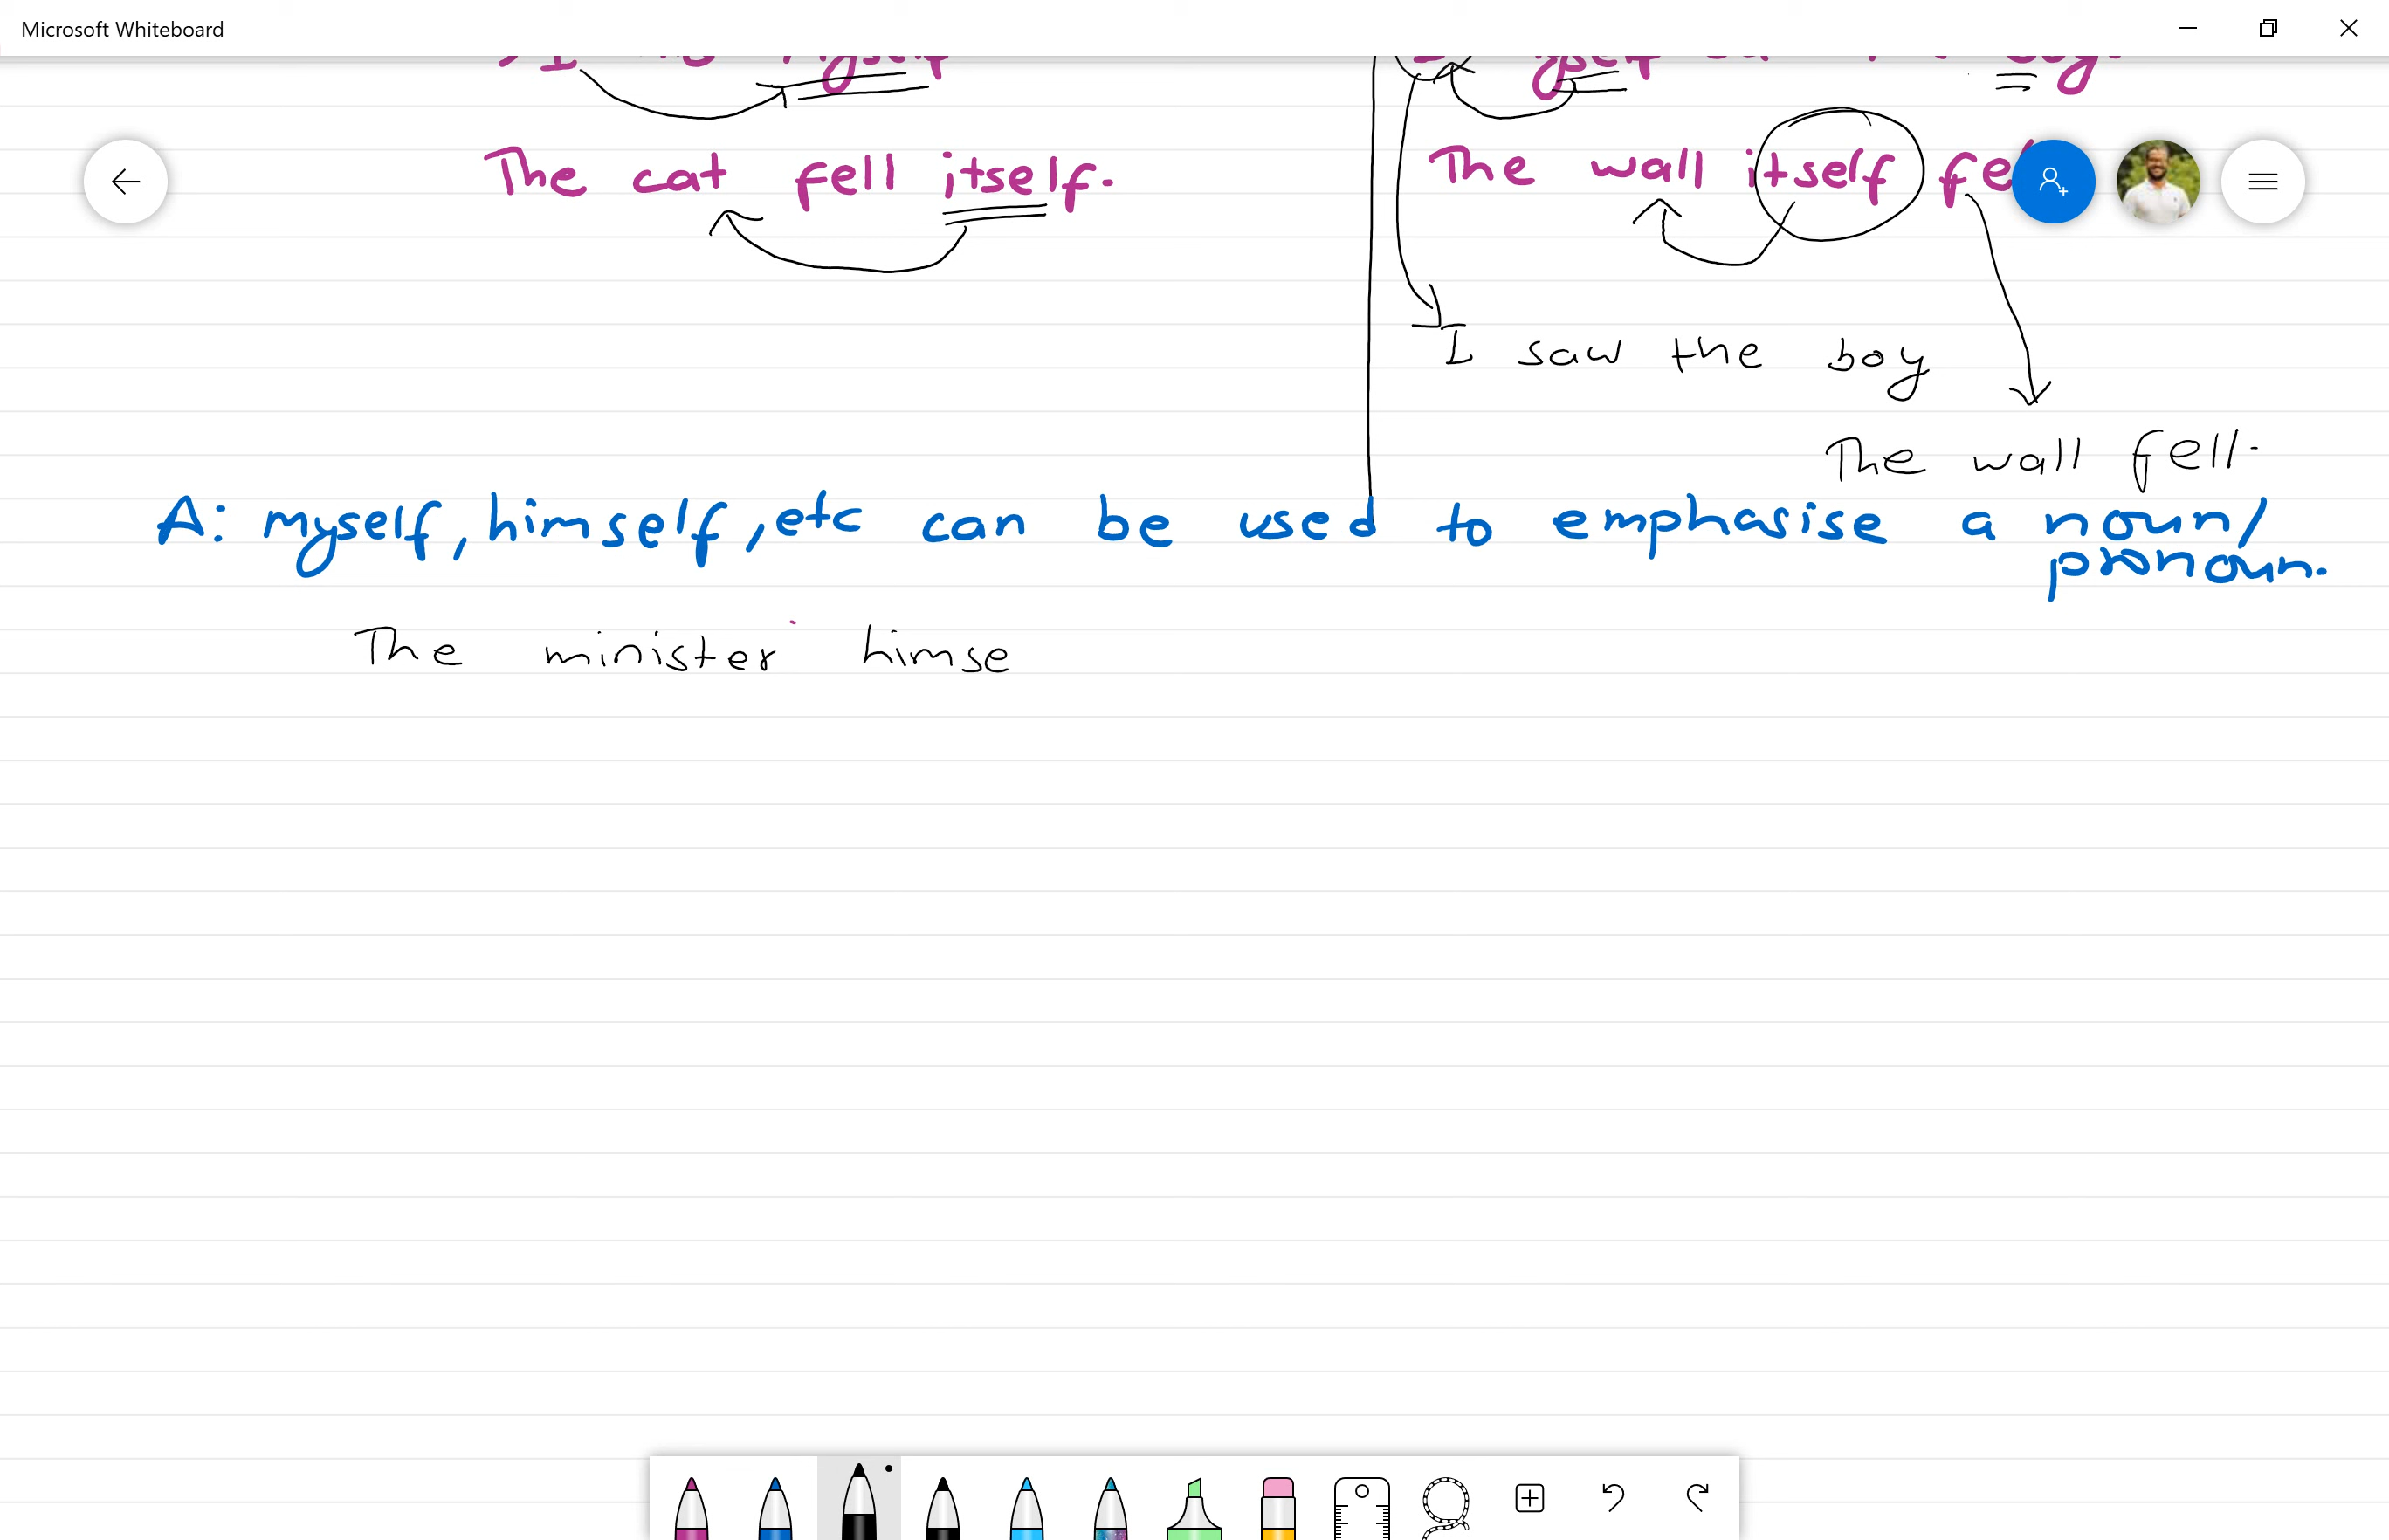 Microsoft Whiteboard
The cat fell itself.
The wall itself fe
I saw the boy
The wall fell.
A: myself, himself, etc can be used to emphasise a noun/
pronoun.
The minister himse